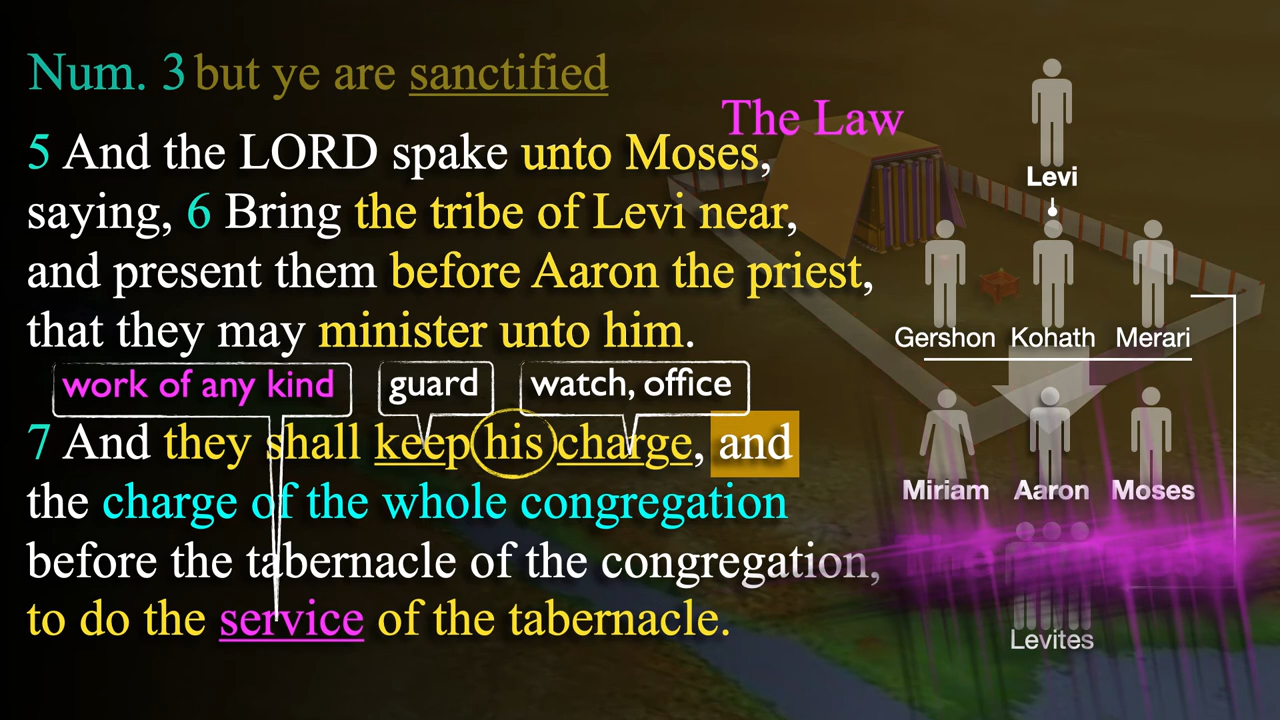 Num. 3 but ye are sanctified
The Law
5 And the LORD spake unto Moses,
saying, 6 Bring the tribe of Levi near,
and present them before Aaron the priest,
that they may minister unto him.
work of any kind
guard
watch, office
7 And they shall keep his charge, and
the charge of the whole congregation
before the tabernacle of the congregation,
to do the service of the tabernacle.
Levi
Gershon Kohath Merari
Miriam Aaron Moses
Levites